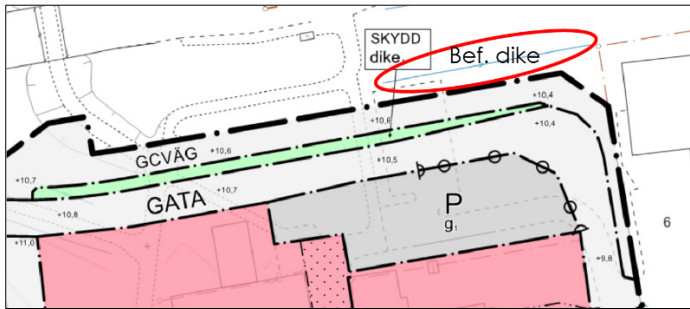 SKYDD
dike.
Bef. dike
+10,4
+10,6
+10,4
GCVÄG
+10,6
+10,5
+10,7
+10,7
GATA
P
g1
+10,8
+11,0
6
+9,8